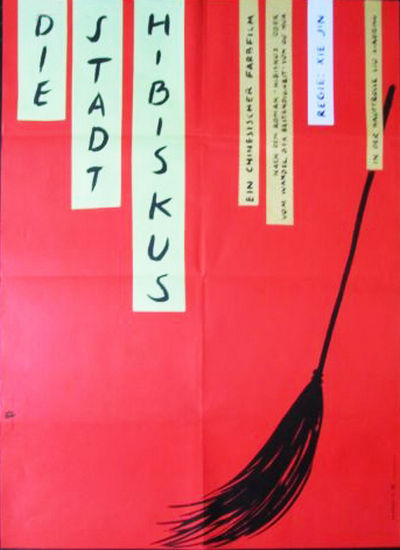 DIE
STADT
HIBISKUS
EIN CHINESISCHER FARBFILM
NACH DEM ROMAN "HIBISKUS ODER
VOM WANDEL DER BESTÄNDIGKEIT" VON GU HUA
REGIE: XIE JIN
IN DER HAUPTROLLE LIU XIAOQING